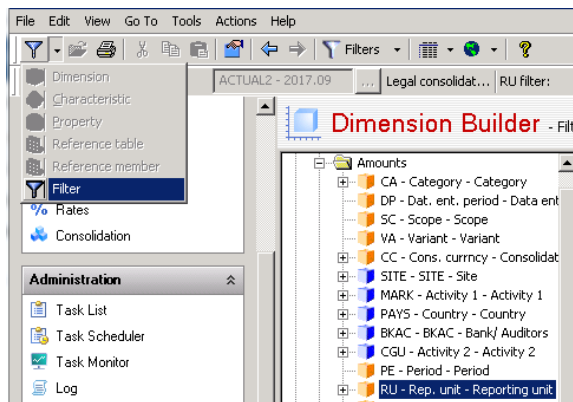 File Edit View Go To Tools Actions Help
Filters
ACTUAL2 - 2017.09 ... Legal consolidat... RU filter:
Dimension
Characteristic
Property
Reference table
Reference member
Filter
Rates
Consolidation
Administration
Task List
Task Scheduler
Task Monitor
Log
Dimension Builder - Filt
Amounts
CA - Category - Category
DP - Dat. ent. period - Data ent
SC - Scope - Scope
VA - Variant - Variant
CC - Cons. currncy - Consolidat
SITE - SITE - Site
MARK - Activity 1 - Activity 1
PAYS - Country - Country
BKAC - BKAC - Bank/ Auditors
CGU - Activity 2 - Activity 2
PE - Period - Period
RU - Rep. unit - Reporting unit